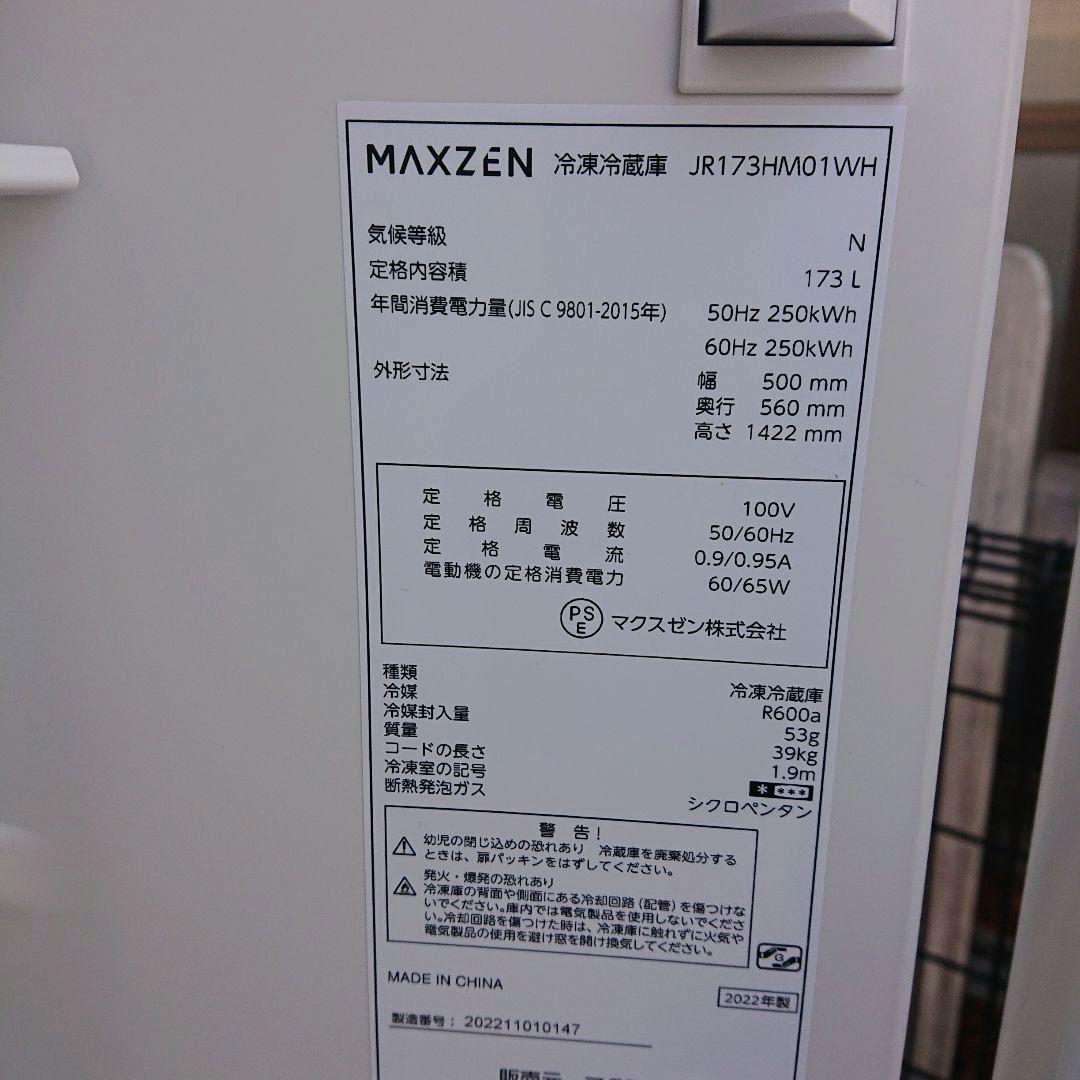 MAXZEN 冷凍冷蔵庫 JR173HM01WH
気候等級 N
定格内容積 173 L
年間消費電力量(JIS C 9801-2015年) 50Hz 250kWh
60Hz 250kWh
外形寸法 幅 500 mm
奥行 560 mm
高さ 1422 mm
定格電圧 100V
定格周波数 50/60Hz
定格電流 0.9/0.95A
電動機の定格消費電力 60/65W
PS E マクスゼン株式会社
種類 冷凍冷蔵庫
冷媒 R600a
冷媒封入量 53g
質量 39kg
コードの長さ 1.9m
冷凍室の記号 * ***
断熱発泡ガス シクロペンタン
警告!
幼児の閉じ込めの恐れあり 冷蔵庫を廃棄処分する
ときは、扉パッキンをはずしてください。
発火・爆発の恐れあり
冷凍庫の背面や側面にある冷却回路(配管)を傷つけな
いでください。庫内では電気製品を使用しないでくださ
い。冷却回路を傷つけた時は、冷凍庫に触れずに火気や
電気製品の使用を避け窓を開け換気してください。
G
MADE IN CHINA
2022年製
製造番号: 202211010147
販売元